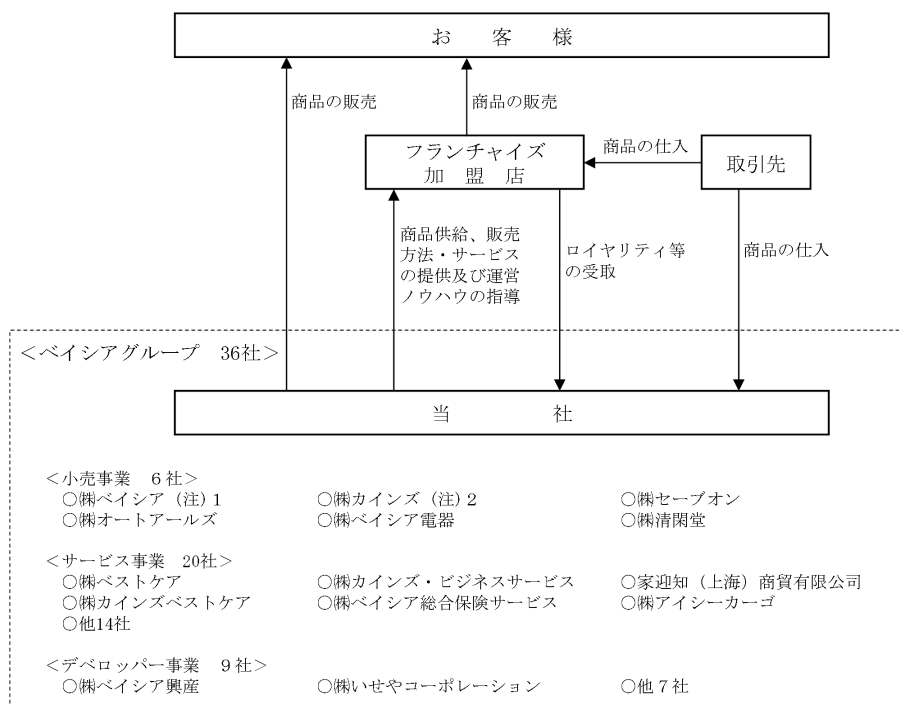 お　客　様
商品の販売
商品の販売
フランチャイズ
加　盟　店
商品の仕入
取引先
商品供給、販売
方法・サービス
の提供及び運営
ノウハウの指導
ロイヤリティ等
の受取
商品の仕入
＜ベイシアグループ　36社＞
当　　　社
＜小売事業　６社＞
○㈱ベイシア（注）1　○㈱カインズ（注）2　○㈱セーブオン
○㈱オートアールズ　○㈱ベイシア電器　○㈱清閑堂
＜サービス事業　20社＞
○㈱ベストケア　○㈱カインズ・ビジネスサービス　○家迎知（上海）商貿有限公司
○㈱カインズベストケア　○㈱ベイシア総合保険サービス　○㈱アイシーカーゴ
○他14社
＜デベロッパー事業　９社＞
○㈱ベイシア興産　○㈱いせやコーポレーション　○他７社